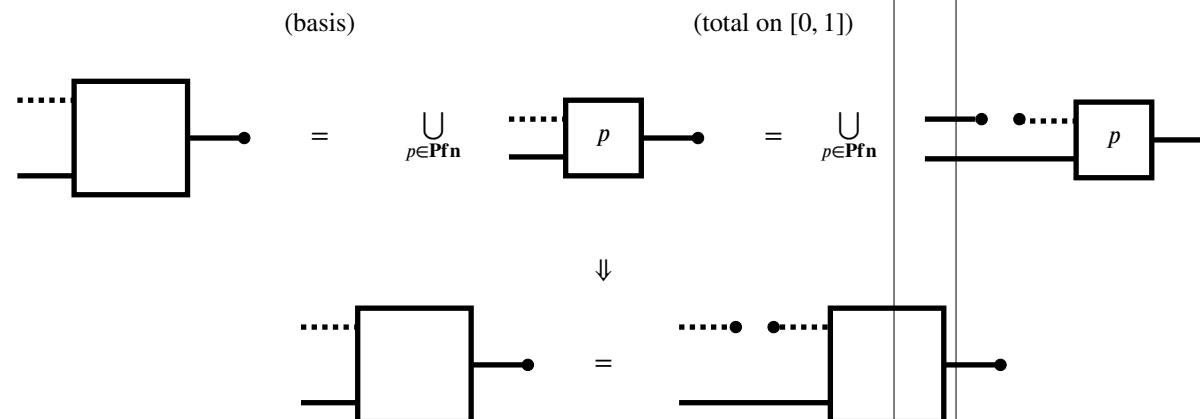 (basis) (total on [0, 1])
= ⋃ p = ⋃ p
p∈Pfn p∈Pfn
⇓
=